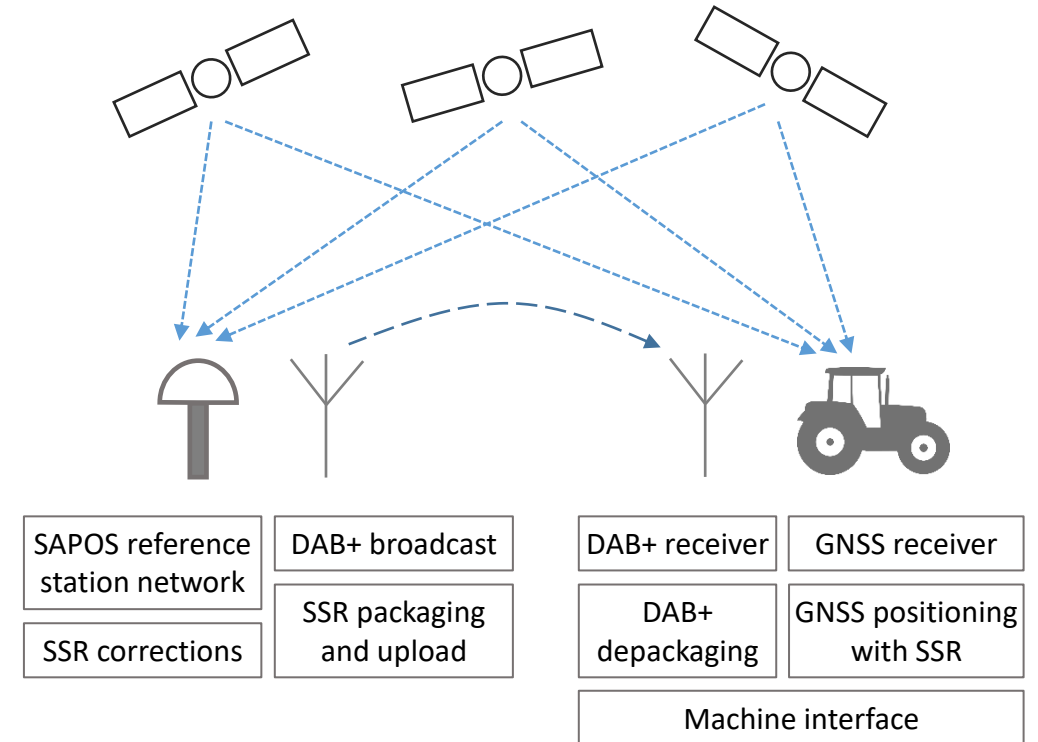 SAPOS reference
station network
SSR corrections
DAB+ broadcast
SSR packaging
and upload
DAB+ receiver
DAB+
depackaging
GNSS receiver
GNSS positioning
with SSR
Machine interface